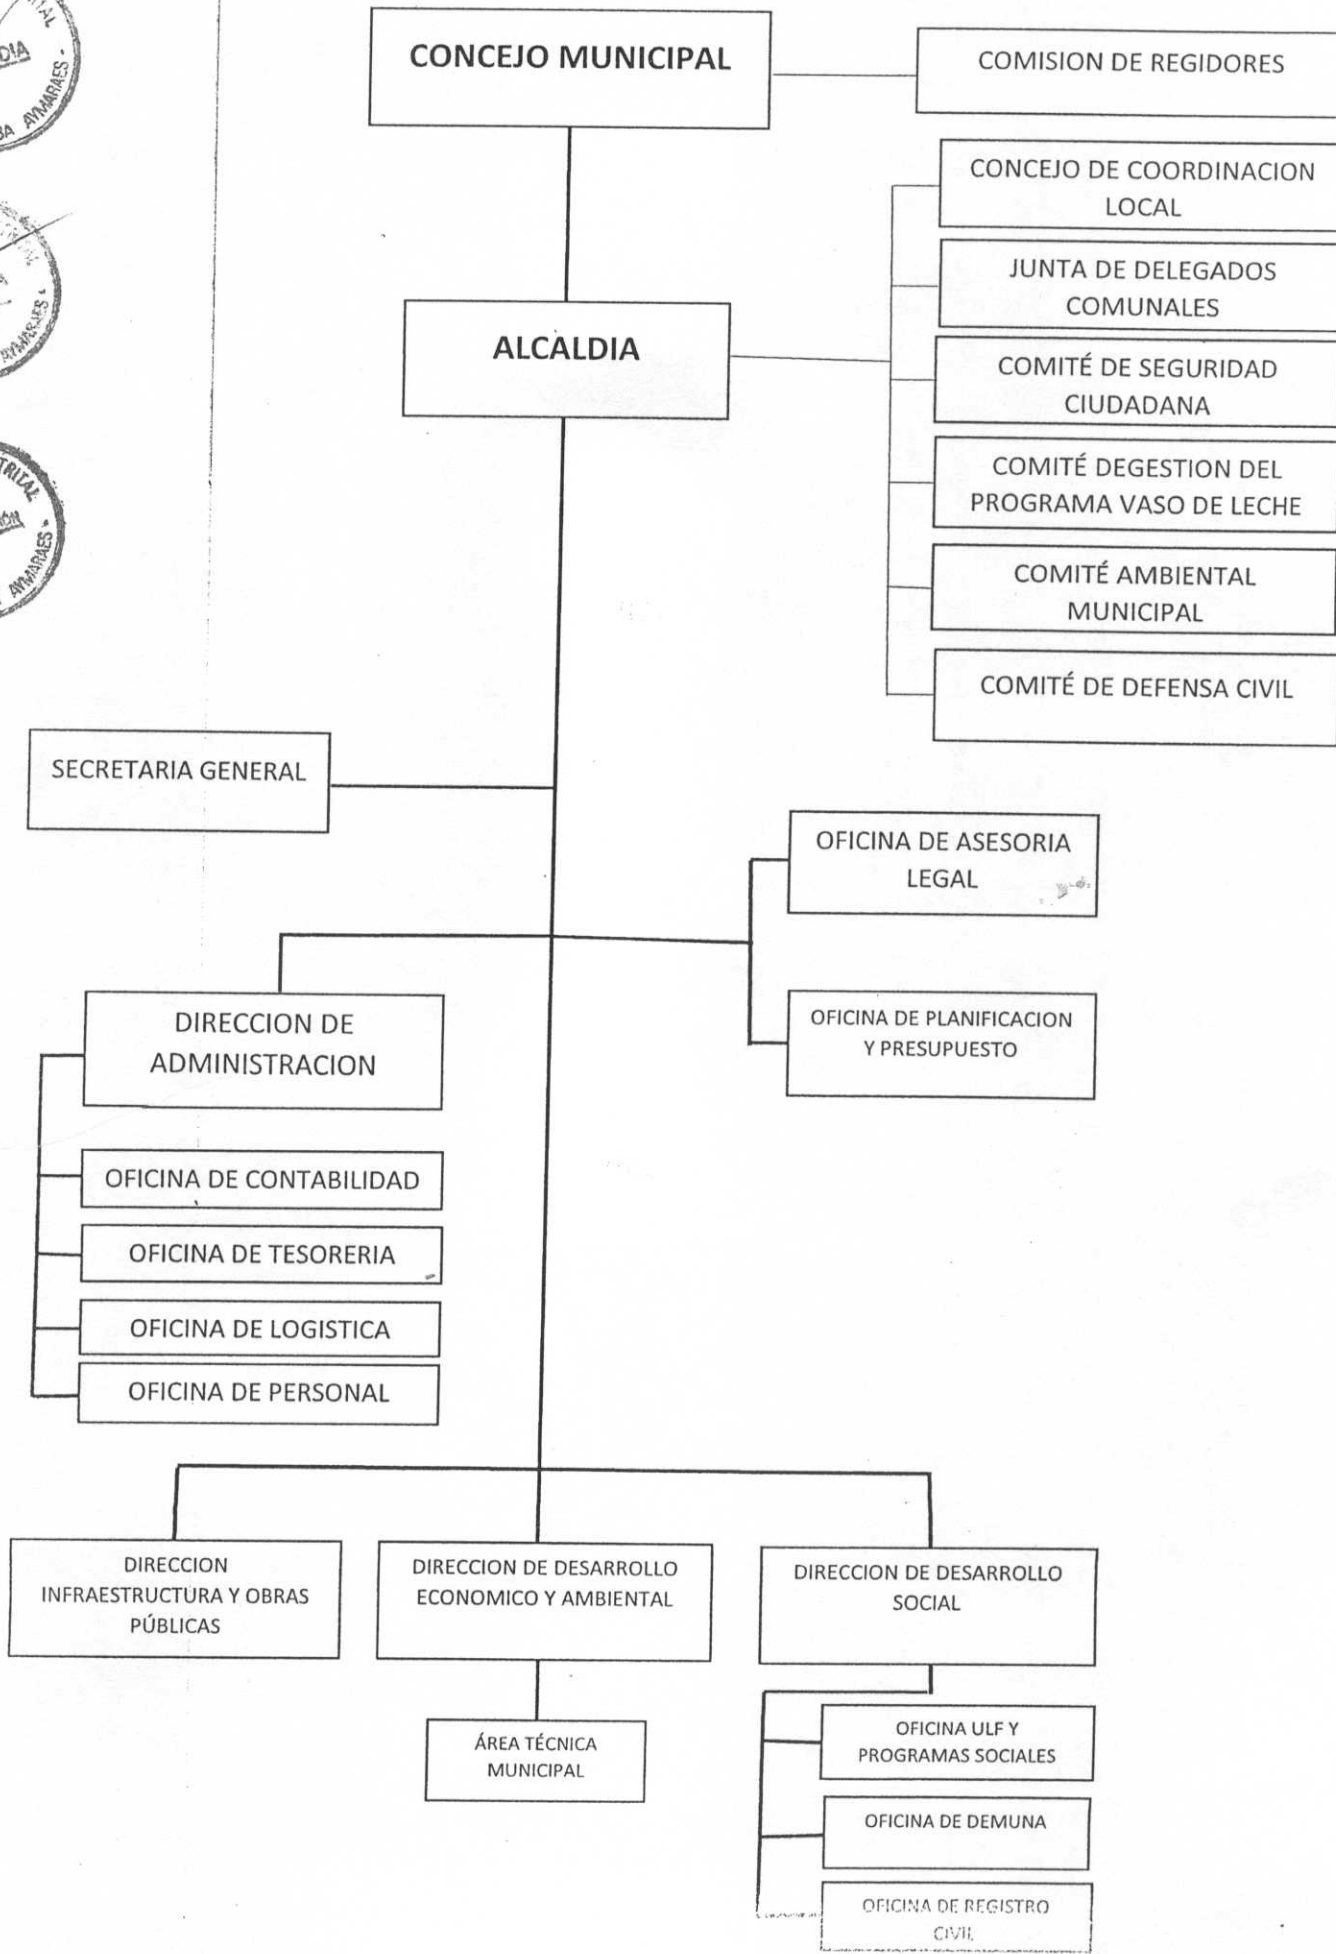 CONCEJO MUNICIPAL
COMISION DE REGIDORES
CONCEJO DE COORDINACION
LOCAL
JUNTA DE DELEGADOS
COMUNALES
ALCALDIA
COMITÉ DE SEGURIDAD
CIUDADANA
COMITÉ DEGESTION DEL
PROGRAMA VASO DE LECHE
COMITÉ AMBIENTAL
MUNICIPAL
COMITÉ DE DEFENSA CIVIL
SECRETARIA GENERAL
OFICINA DE ASESORIA
LEGAL
OFICINA DE PLANIFICACION
Y PRESUPUESTO
DIRECCION DE
ADMINISTRACION
OFICINA DE CONTABILIDAD
OFICINA DE TESORERIA
OFICINA DE LOGISTICA
OFICINA DE PERSONAL
DIRECCION
INFRAESTRUCTURA Y OBRAS
PÚBLICAS
DIRECCION DE DESARROLLO
ECONOMICO Y AMBIENTAL
DIRECCION DE DESARROLLO
SOCIAL
ÁREA TÉCNICA
MUNICIPAL
OFICINA ULF Y
PROGRAMAS SOCIALES
OFICINA DE DEMUNA
OFICINA DE REGISTRO
CIVIL
AYMARAES
AYMARAES
AYMARAES